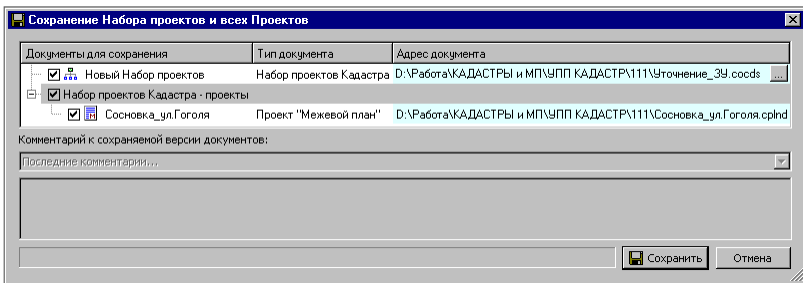 Сохранение Набора проектов и всех Проектов
Документы для сохранения Тип документа Адрес документа
Новый Набор проектов Набор проектов Кадастра D:\Работа\КАДАСТРЫ и МП\УПП КАДАСТР\111\Уточнение_ЗУ.cocds ...
Набор проектов Кадастра - проекты
Сосновка_ул.Гоголя Проект "Межевой план" D:\Работа\КАДАСТРЫ и МП\УПП КАДАСТР\111\Сосновка_ул.Гоголя.cplnd
Комментарий к сохраняемой версии документов:
Последние комментарии...
Сохранить Отмена